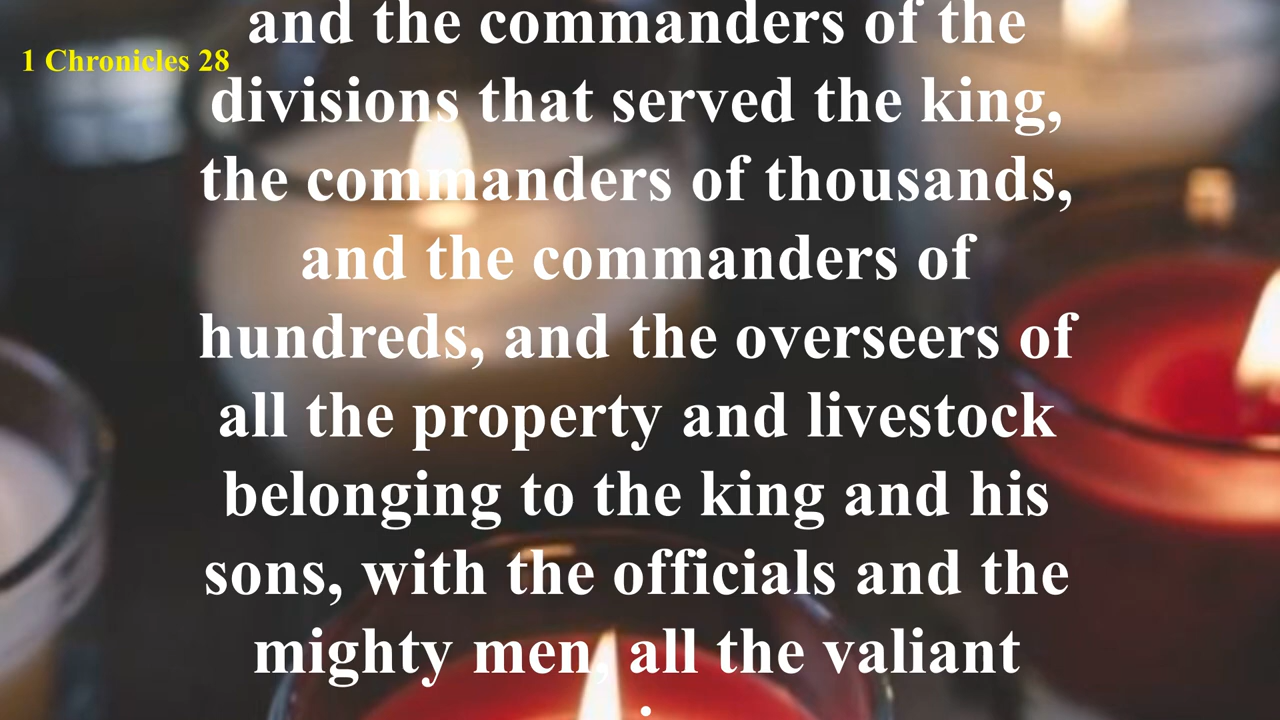 and the commanders of the
1 Chronicles 28
divisions that served the king,
the commanders of thousands,
and the commanders of
hundreds, and the overseers of
all the property and livestock
belonging to the king and his
sons, with the officials and the
mighty men, all the valiant